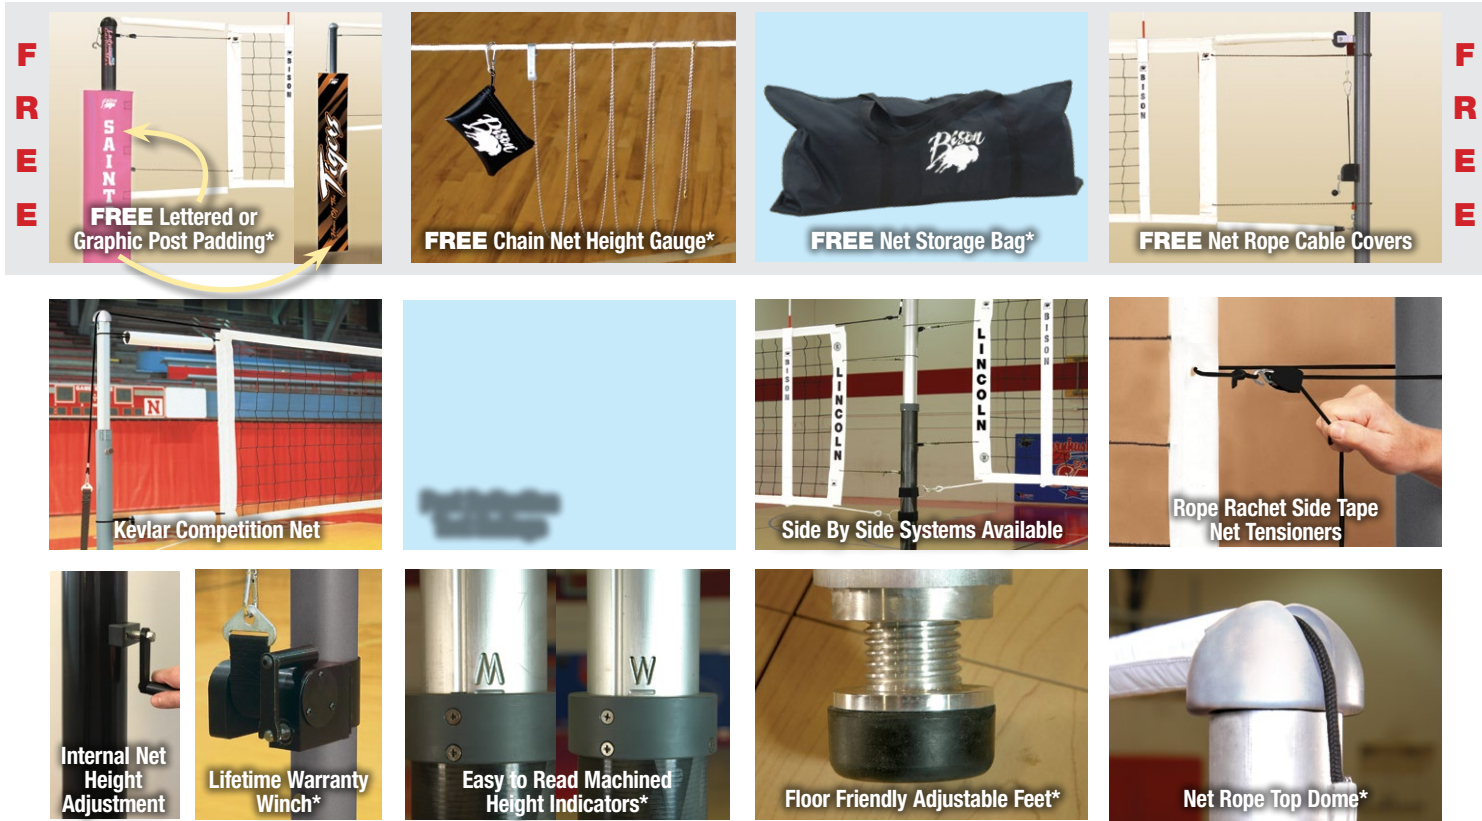 F
R
E
E
SAINT
BISON
Tigers
FREE Lettered or
Graphic Post Padding*
Bison
FREE Chain Net Height Gauge*
Bison
FREE Net Storage Bag*
BISON
FREE Net Rope Cable Covers
F
R
E
E
N
Kevlar Competition Net
BISON
LINCOLN
LINCOLN
BISON
Side By Side Systems Available
Rope Rachet Side Tape
Net Tensioners
Internal Net
Height
Adjustment
Lifetime Warranty
Winch*
M
W
Easy to Read Machined
Height Indicators*
Floor Friendly Adjustable Feet*
Net Rope Top Dome*